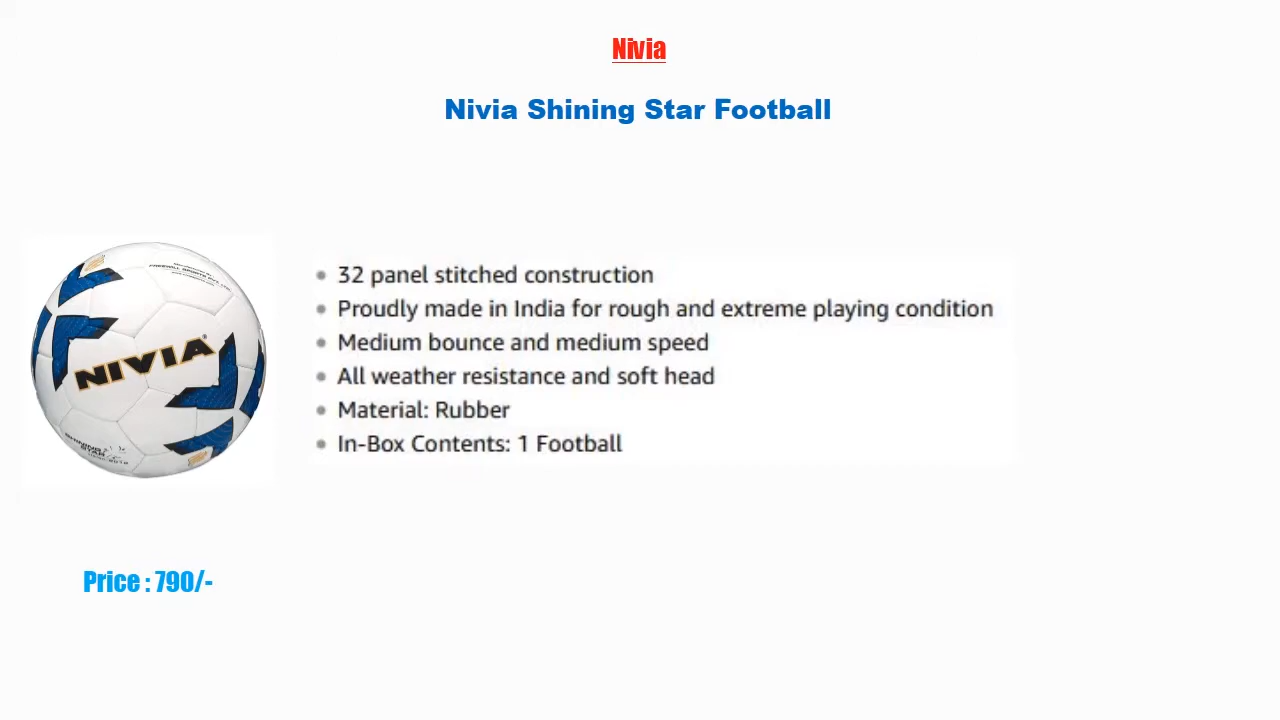 Nivia
Nivia Shining Star Football
NIVIA
SHINING
STAR
32 panel stitched construction
Proudly made in India for rough and extreme playing condition
Medium bounce and medium speed
All weather resistance and soft head
Material: Rubber
In-Box Contents: 1 Football
Price : 790/-